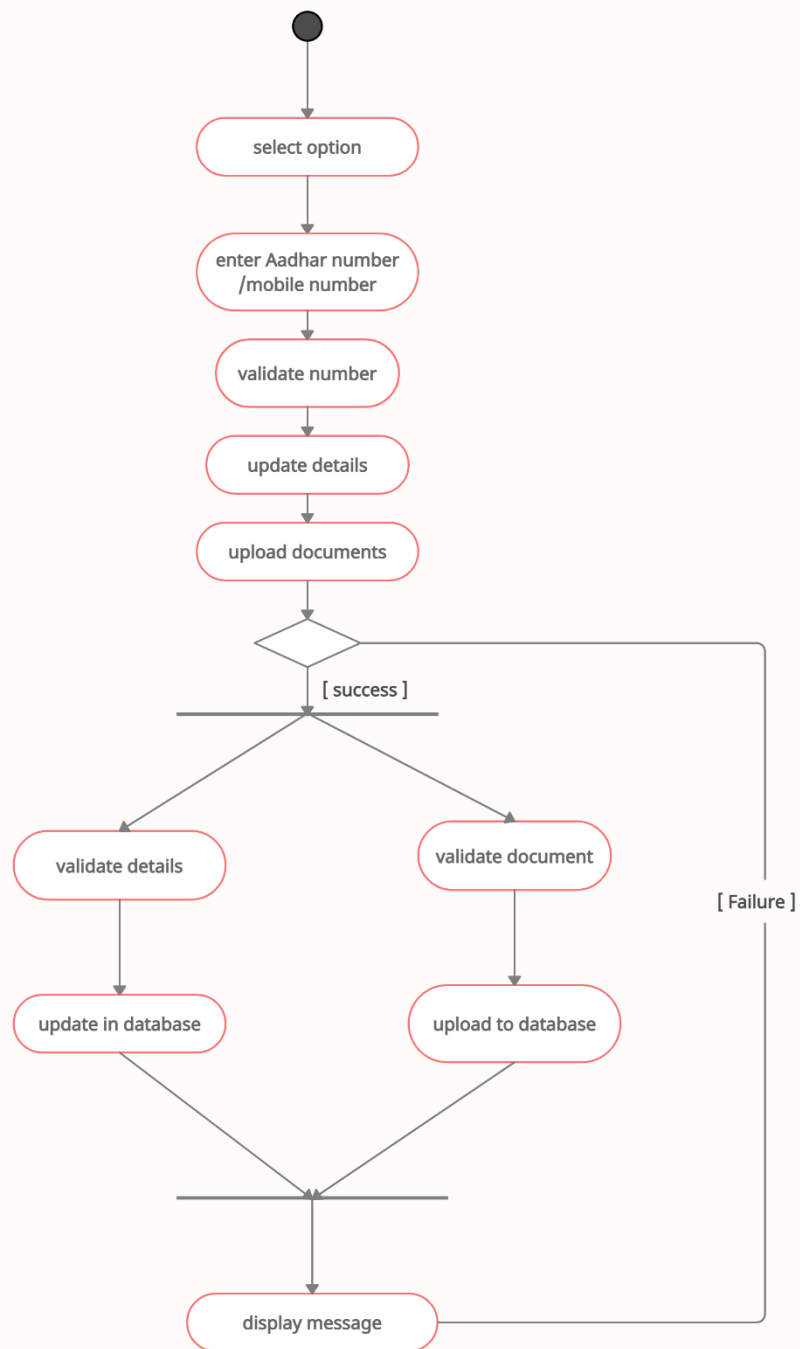 select option
enter Aadhar number
/mobile number
validate number
update details
upload documents
[ success ]
validate details
validate document
[ Failure ]
update in database
upload to database
display message